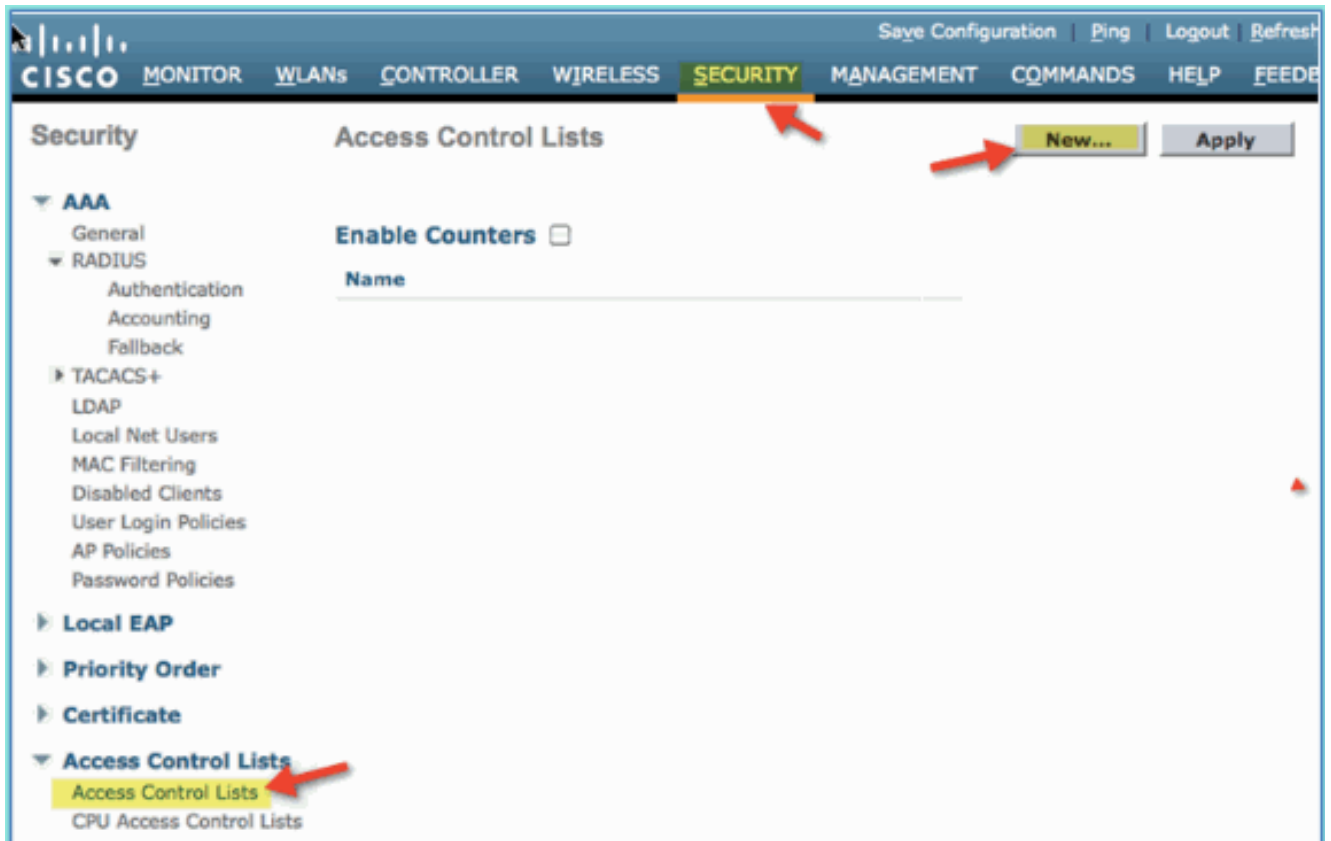 Save Configuration | Ping | Logout | Refresh
CISCO MONITOR WLANs CONTROLLER WIRELESS SECURITY MANAGEMENT COMMANDS HELP FEEDB
Security
Access Control Lists
New...
Apply
AAA
General
RADIUS
Authentication
Accounting
Fallback
TACACS+
LDAP
Local Net Users
MAC Filtering
Disabled Clients
User Login Policies
AP Policies
Password Policies
Local EAP
Priority Order
Certificate
Access Control Lists
Access Control Lists
CPU Access Control Lists
Enable Counters
Name